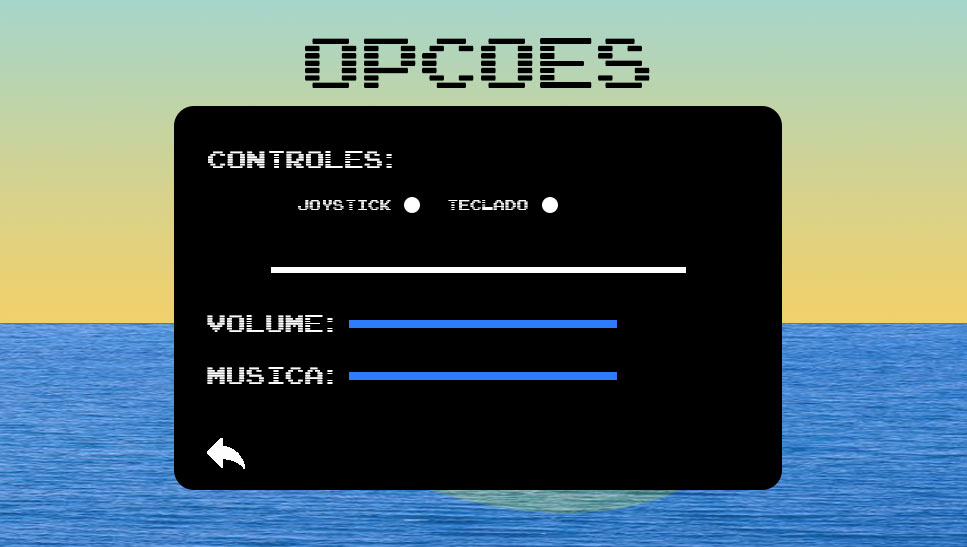 OPCOES
CONTROLES:
JOYSTICK TECLADO
VOLUME:
MUSICA: